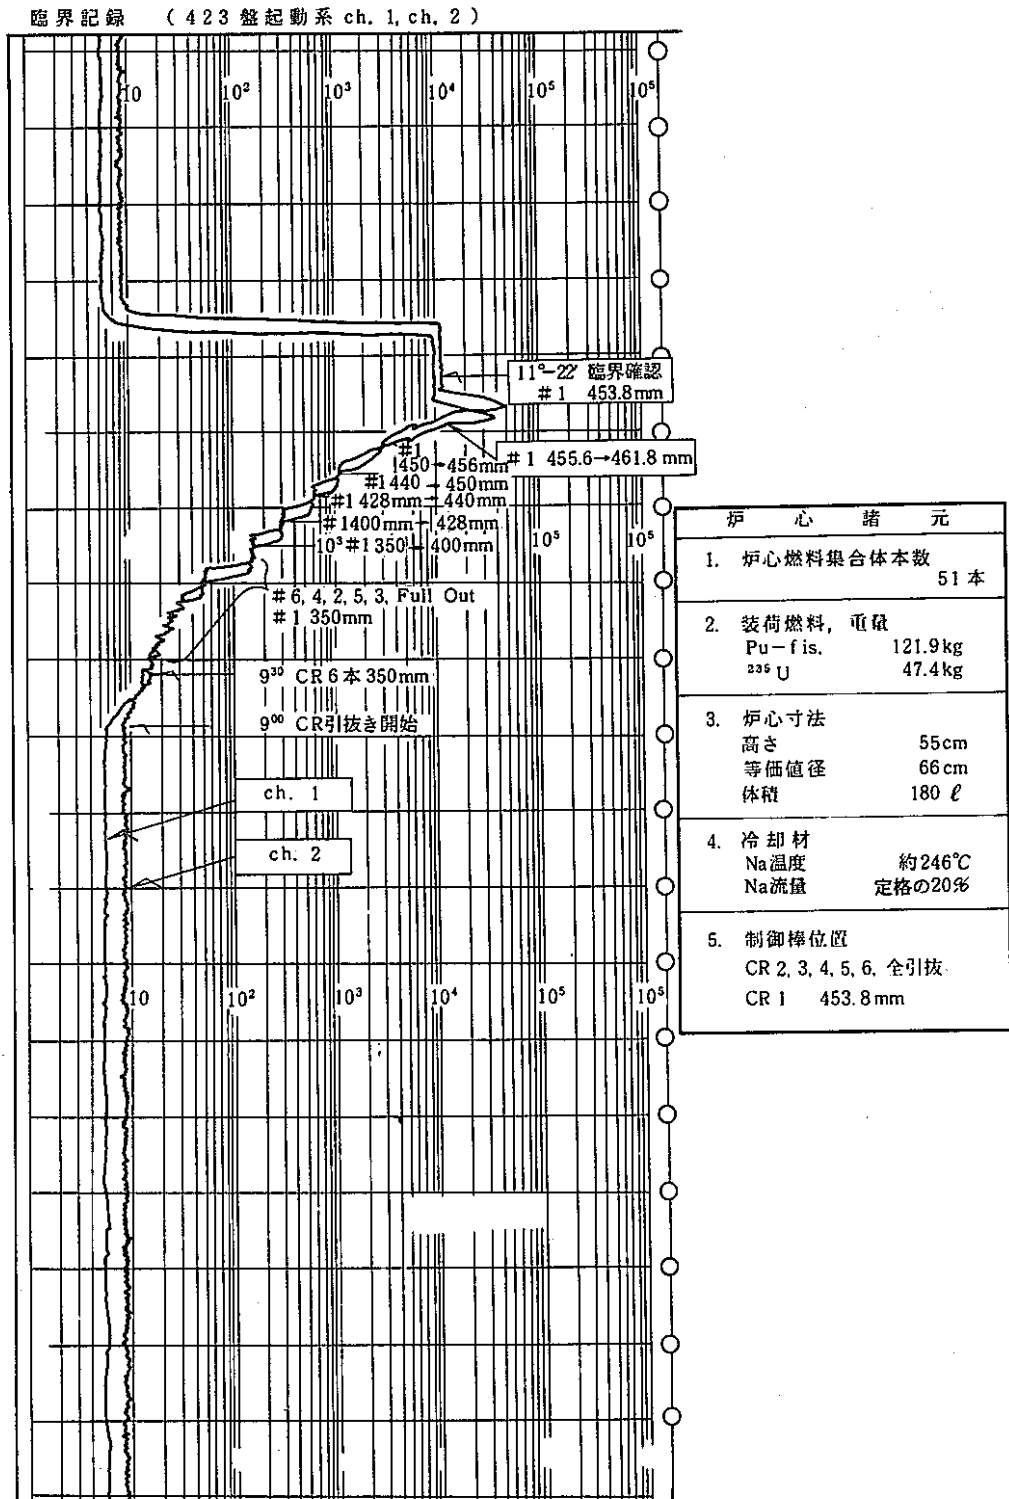 臨界記録 (423盤起動系 ch. 1, ch. 2)
10 10² 10³ 10⁴ 10⁵ 10⁵
11°-22′ 臨界確認
#1 453.8mm
#1
450→456mm
#1 455.6→461.8 mm
#1 440→450mm
#1 428mm→440mm
#1 400mm→428mm
10³ #1 350→400mm 10⁵ 10⁵
#6, 4, 2, 5, 3, Full Out
#1 350mm
9³⁰ CR 6本 350mm
9⁰⁰ CR引抜き開始
ch. 1
ch. 2
10 10² 10³ 10⁴ 10⁵ 10⁵
炉心諸元
1. 炉心燃料集合体本数
51本
2. 装荷燃料, 重量
Pu-fis. 121.9kg
²³⁵U 47.4kg
3. 炉心寸法
高さ 55cm
等価値径 66cm
体積 180 ℓ
4. 冷却材
Na温度 約246℃
Na流量 定格の20%
5. 制御棒位置
CR 2, 3, 4, 5, 6, 全引抜
CR 1 453.8mm